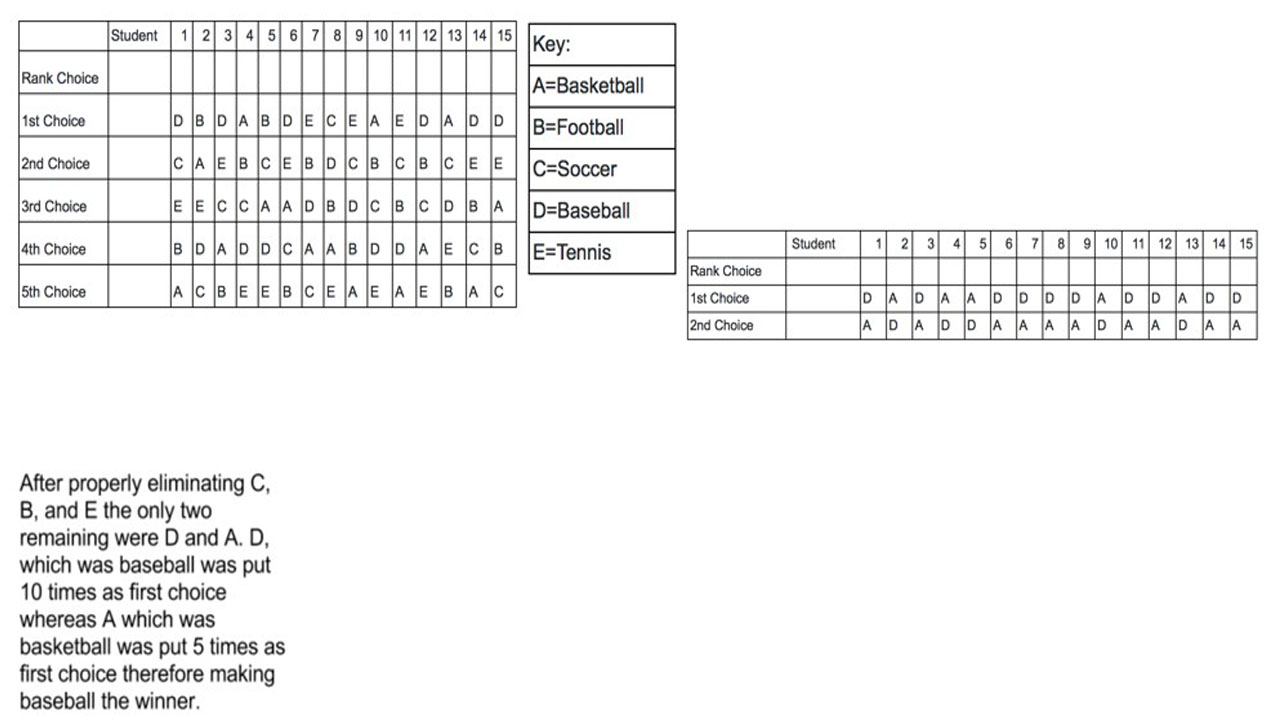 Student 1 2 3 4 5 6 7 8 9 10 11 12 13 14 15
Rank Choice
1st Choice D B D A B D E C E A E D A D D
2nd Choice C A E B C E B D C B C B C E E
3rd Choice E E C C A A D B D C B C D B A
4th Choice B D A D D C A A B D D A E C B
5th Choice A C B E E B C E A E A E B A C
Key:
A=Basketball
B=Football
C=Soccer
D=Baseball
E=Tennis
Student 1 2 3 4 5 6 7 8 9 10 11 12 13 14 15
Rank Choice
1st Choice D A D A A D D D D A D D A D D
2nd Choice A D A D D A A A A D A A D A A
After properly eliminating C,
B, and E the only two
remaining were D and A. D,
which was baseball was put
10 times as first choice
whereas A which was
basketball was put 5 times as
first choice therefore making
baseball the winner.